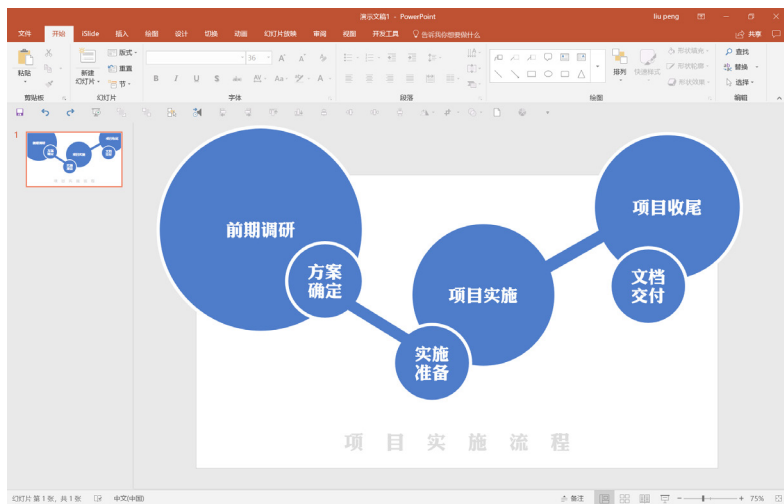 演示文稿1 - PowerPoint
liu peng
文件 开始 iSlide 插入 绘图 设计 切换 动画 幻灯片放映 审阅 视图 开发工具 告诉我你想要做什么 共享
粘贴
新建
幻灯片
版式
重置
节
36
B I U S abc AV Aa A
排列
快速样式
形状填充
形状轮廓
形状效果
查找
替换
选择
剪贴板 幻灯片 字体 段落 绘图 编辑
1
前期调研
方案
确定
实施
准备
项目实施
项目收尾
文档
交付
项目实施流程
幻灯片 第 1 张，共 1 张 中文(中国) 备注 75%